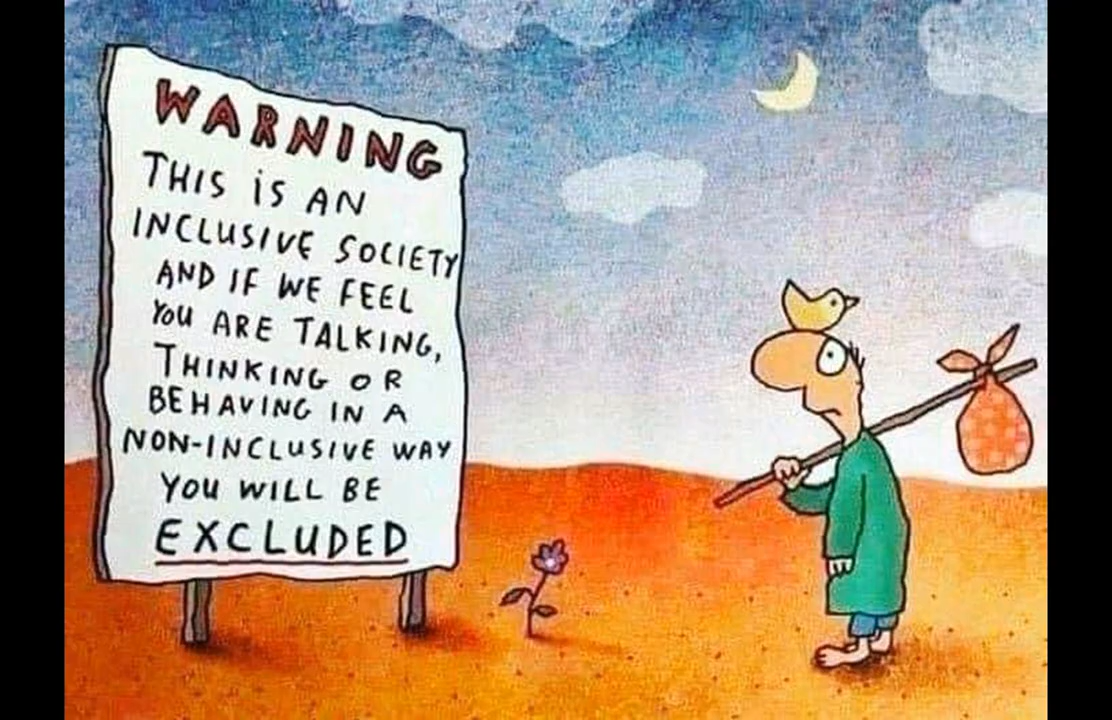 WARNING
THIS iS AN
INCLUSIVE SOCIETY
AND IF WE FEEL
YOU ARE TALKING,
THINKING OR
BEHAVING IN A
NON-INCLUSIVE WAY
YOU WILL BE
EXCLUDED